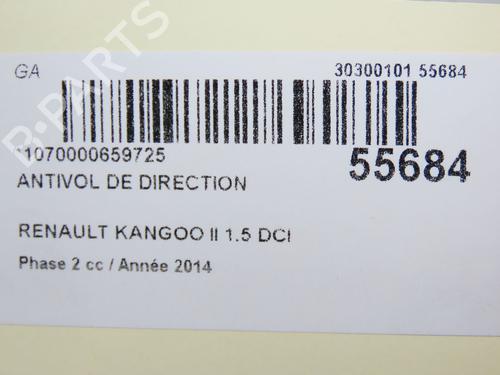 GA
30300101 55684
*1070000659725
55684
ANTIVOL DE DIRECTION
RENAULT KANGOO II 1.5 DCI
Phase 2 cc / Année 2014
B-PARTS